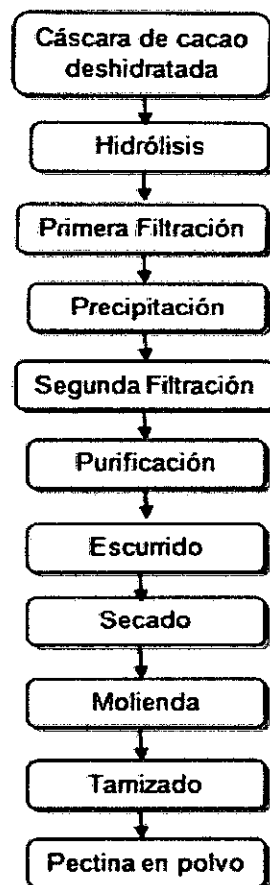 Cáscara de cacao
deshidratada
Hidrólisis
Primera Filtración
Precipitación
Segunda Filtración
Purificación
Escurrido
Secado
Molienda
Tamizado
Pectina en polvo